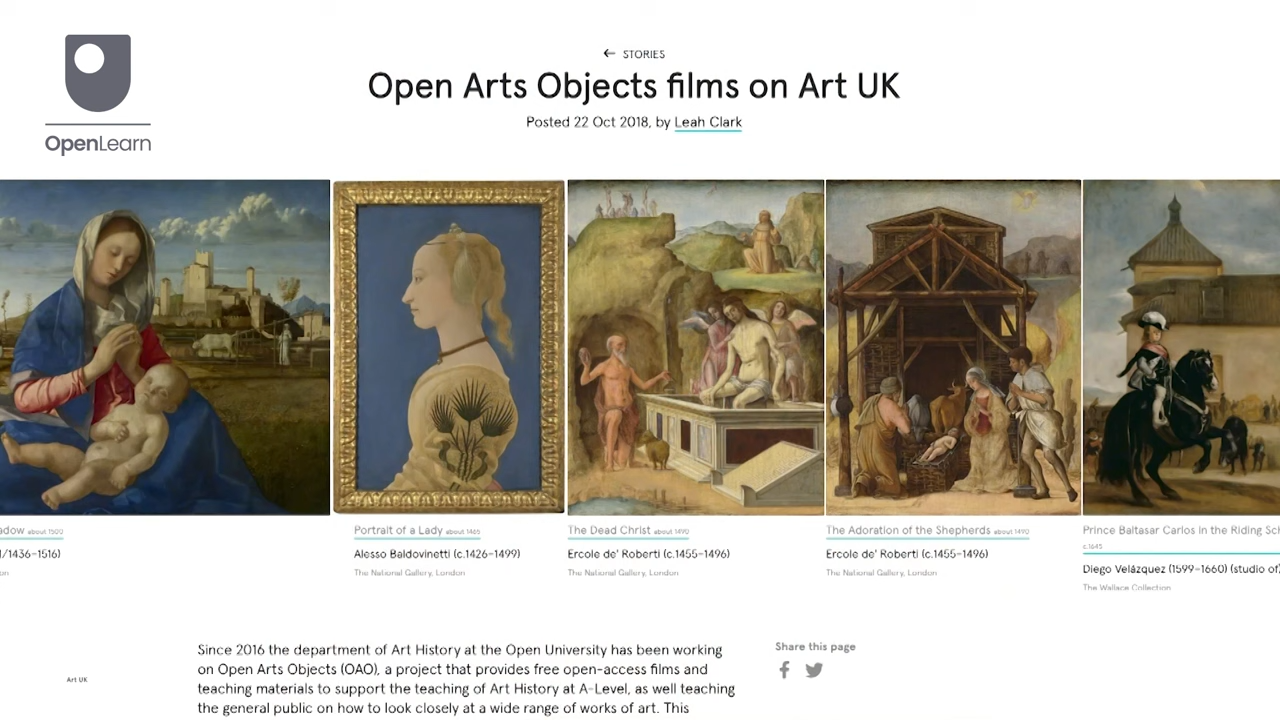 STORIES
Open Arts Objects films on Art UK
Posted 22 Oct 2018, by Leah Clark
OpenLearn
about 1500
/1436–1516)
Portrait of a Lady about 1465
Alesso Baldovinetti (c.1426–1499)
The National Gallery, London
The Dead Christ about 1490
Ercole de' Roberti (c.1455–1496)
The National Gallery, London
The Adoration of the Shepherds about 1490
Ercole de' Roberti (c.1455–1496)
The National Gallery, London
Prince Baltasar Carlos in the Riding Sch
c.1645
Diego Velázquez (1599–1660) (studio of)
The Wallace Collection
Since 2016 the department of Art History at the Open University has been working
on Open Arts Objects (OAO), a project that provides free open-access films and
teaching materials to support the teaching of Art History at A-Level, as well teaching
the general public on how to look closely at a wide range of works of art. This
Share this page
Art UK